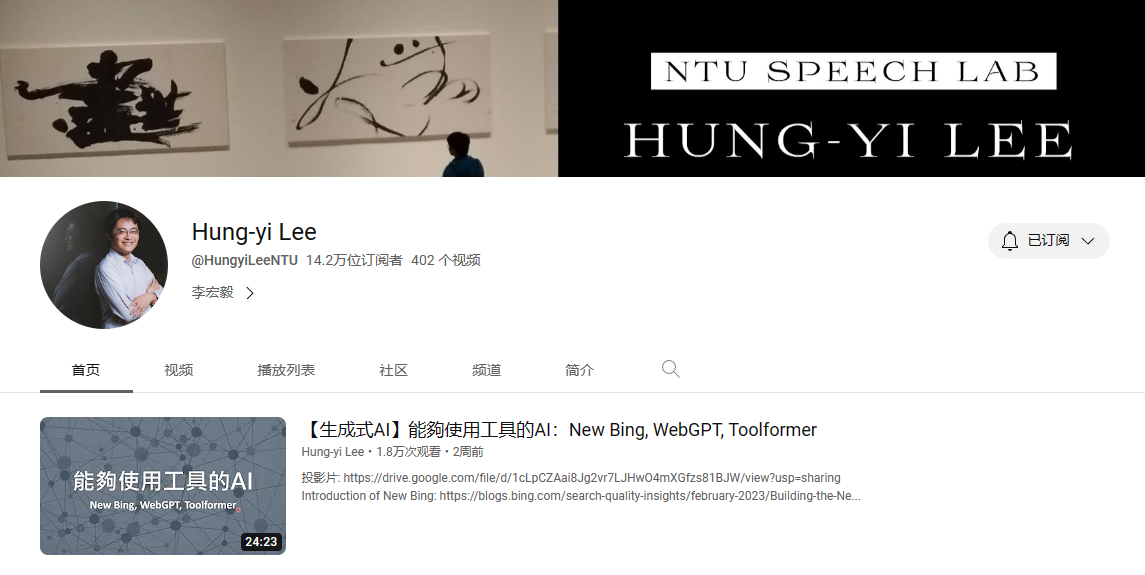 NTU SPEECH LAB
HUNG-YI LEE
Hung-yi Lee
@HungyiLeeNTU 14.2万位订阅者 402 个视频
李宏毅
已订阅
首页 视频 播放列表 社区 频道 简介
能夠使用工具的AI
New Bing, WebGPT, Toolformer
24:23
【生成式AI】能夠使用工具的AI：New Bing, WebGPT, Toolformer
Hung-yi Lee • 1.8万次观看 • 2周前
投影片: https://drive.google.com/file/d/1cLpCZAai8Jg2vr7LJHwO4mXGfzs81BJW/view?usp=sharing
Introduction of New Bing: https://blogs.bing.com/search-quality-insights/february-2023/Building-the-Ne...